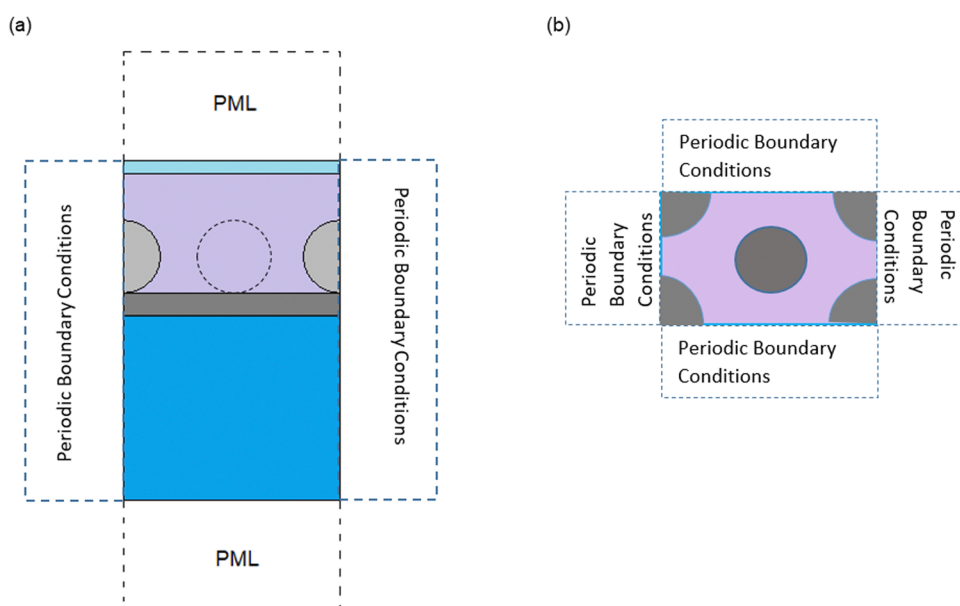 (a)
PML
Periodic Boundary Conditions
Periodic Boundary Conditions
PML
(b)
Periodic Boundary
Conditions
Periodic
Boundary
Conditions
Periodic
Boundary
Conditions
Periodic Boundary
Conditions